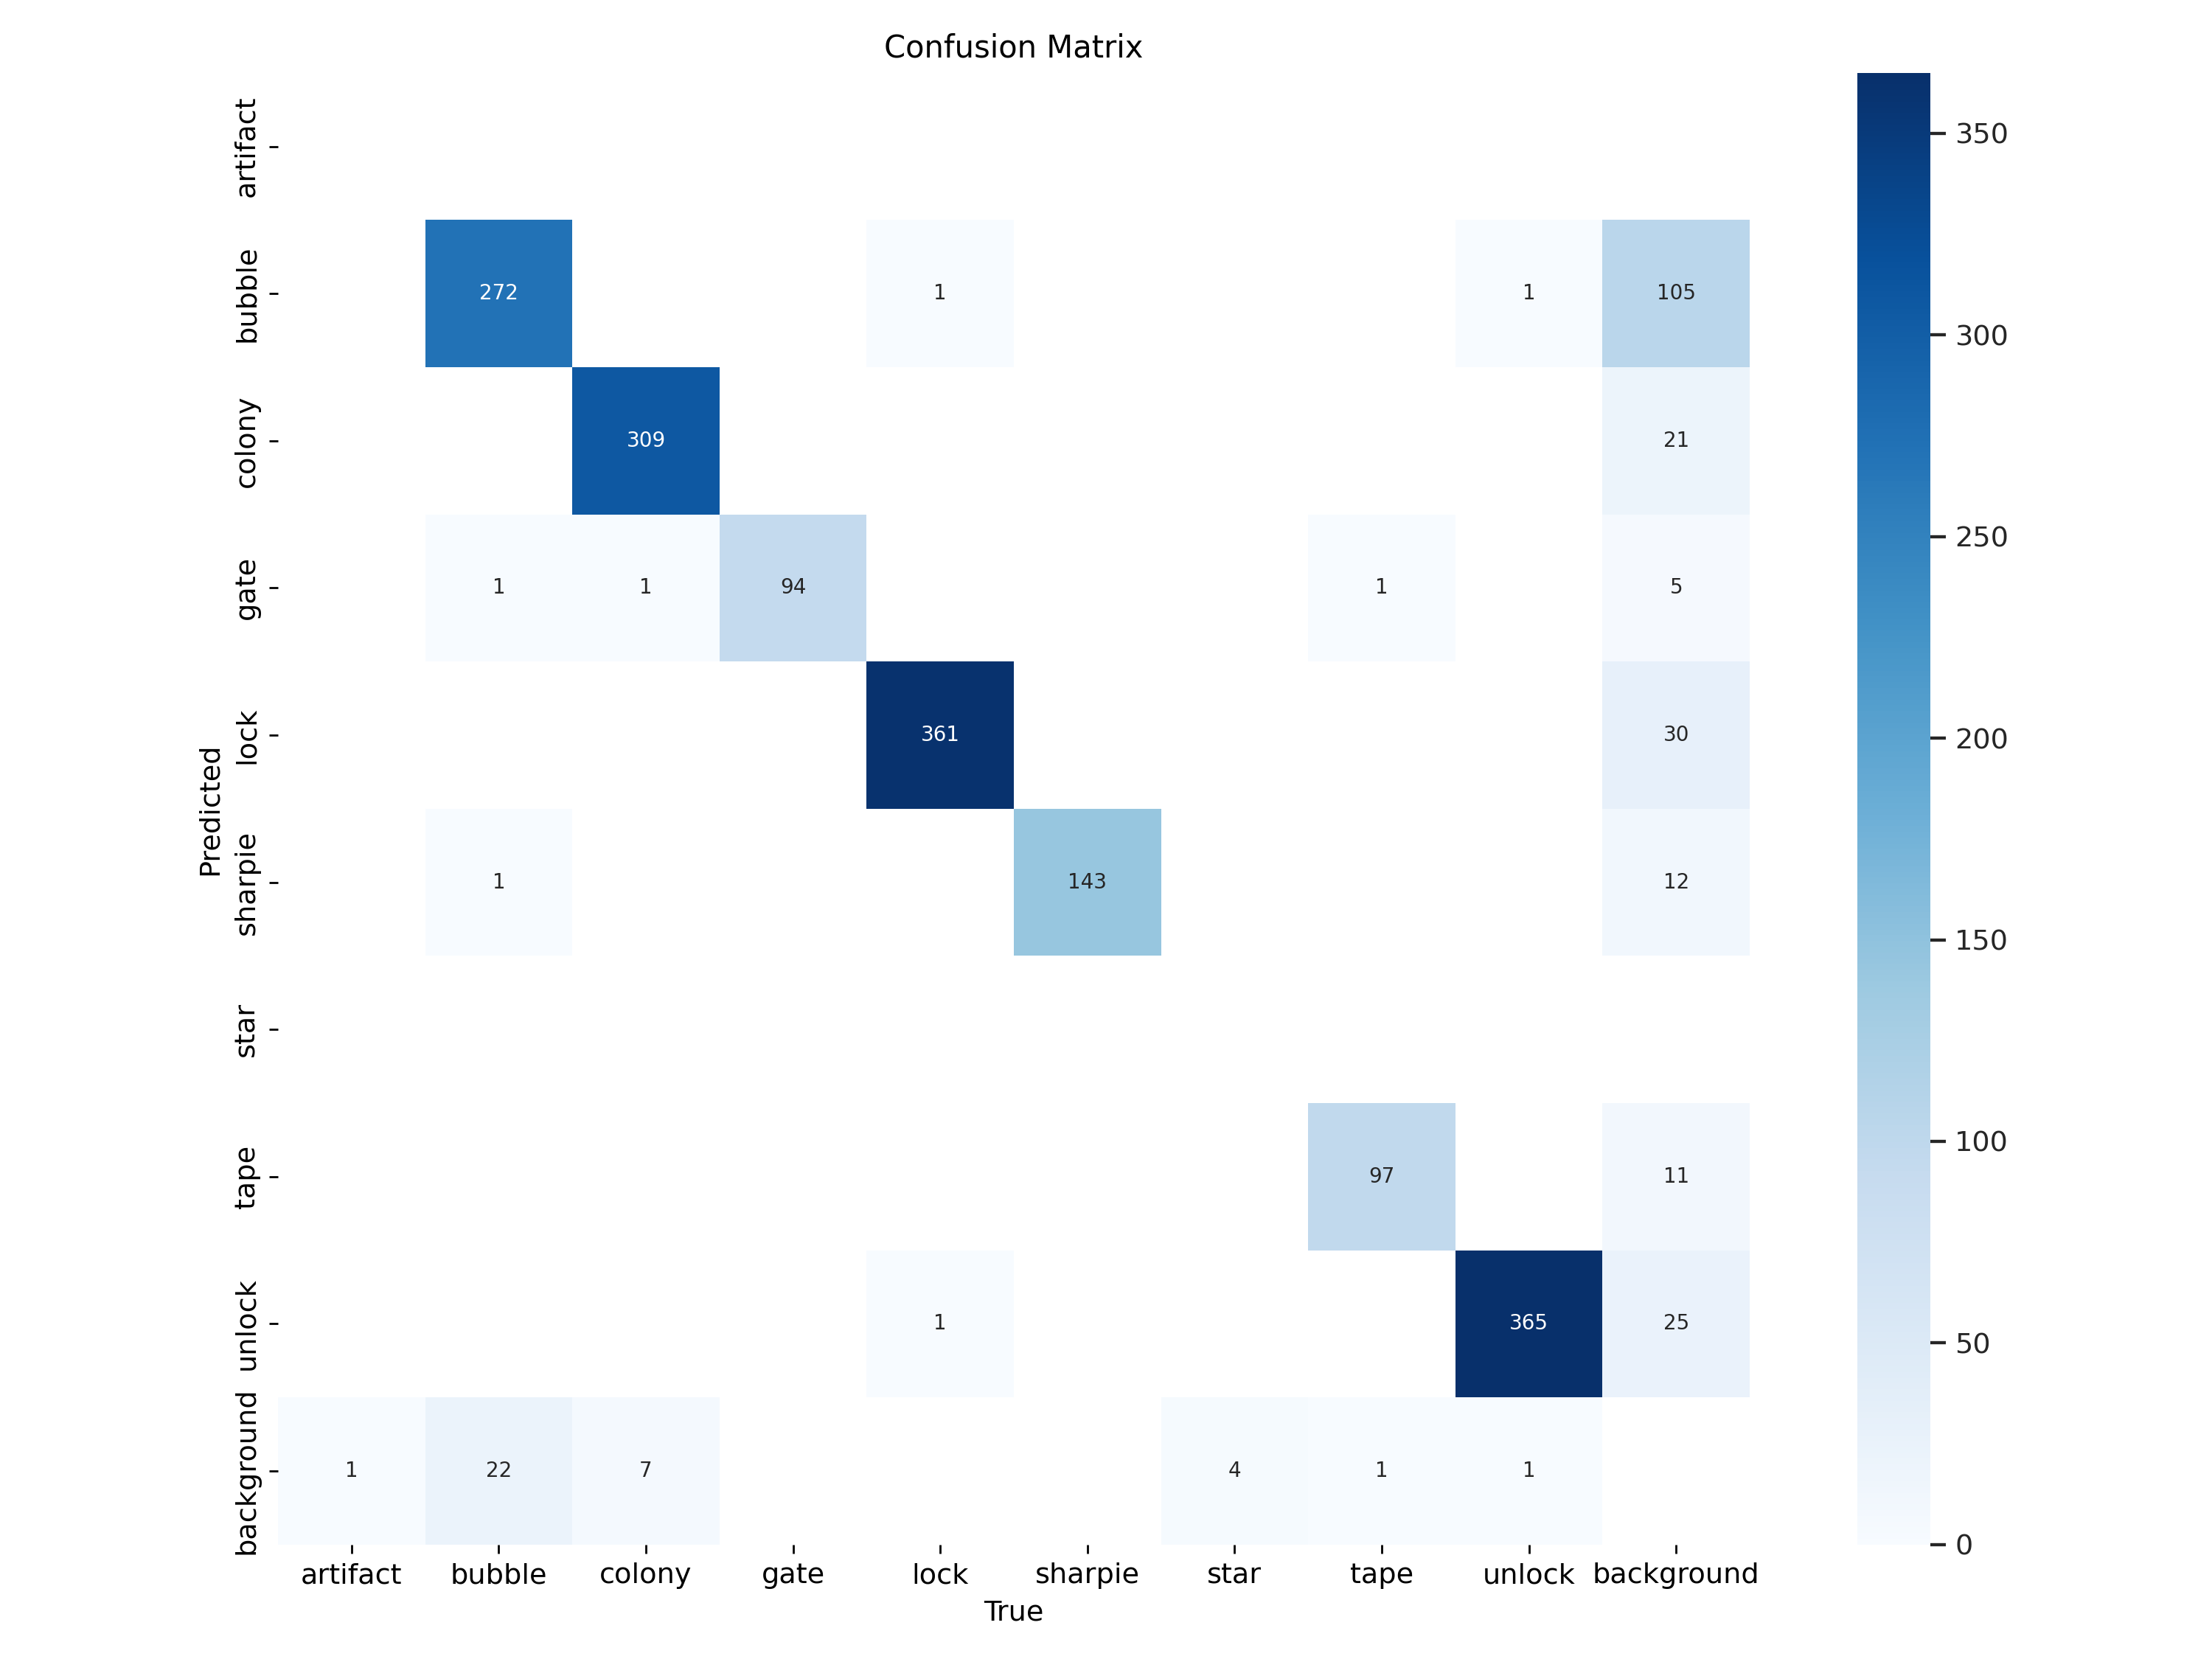 Confusion Matrix
artifact
bubble 272 1 1 105
colony 309 21
gate 1 1 94 1 5
lock 361 30
sharpie 1 143 12
star
tape 97 11
unlock 1 365 25
background 1 22 7 4 1 1
Predicted
artifact bubble colony gate lock sharpie star tape unlock background
True
350
300
250
200
150
100
50
0